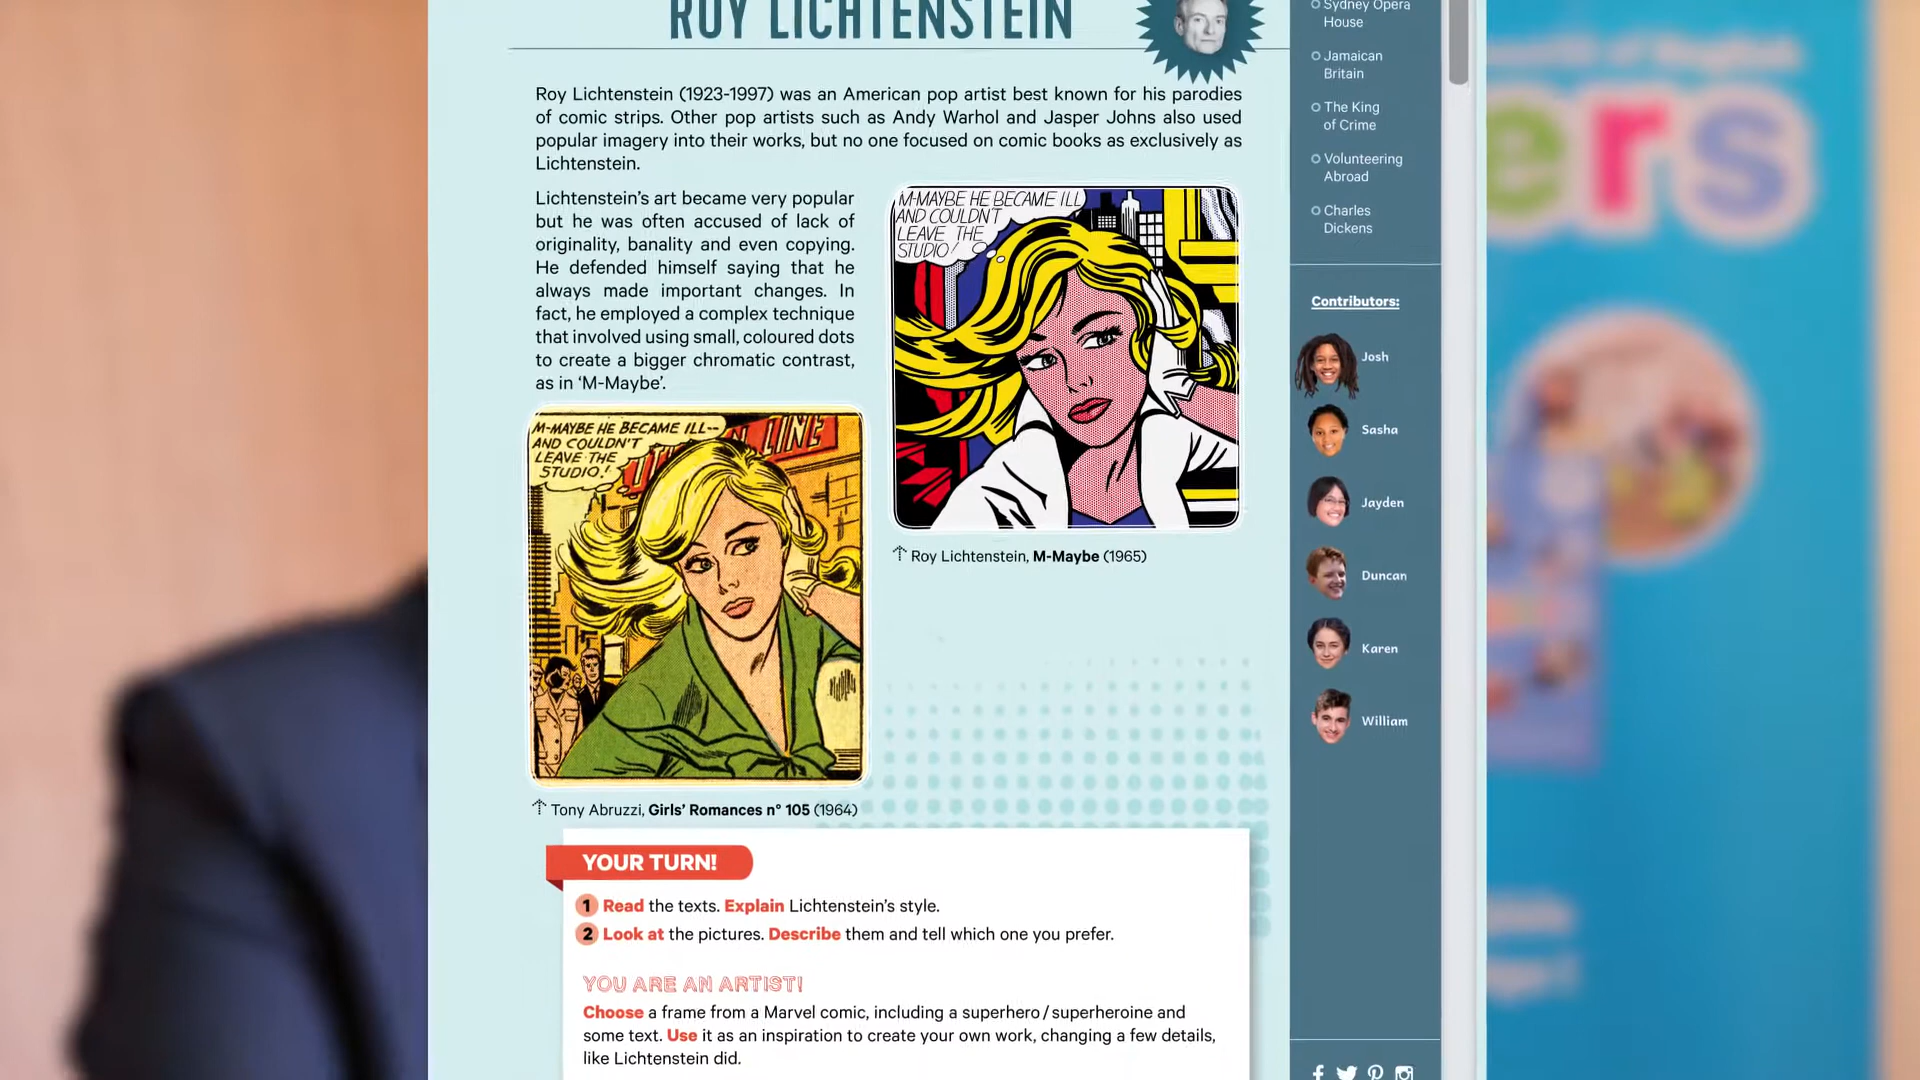 ROY LICHTENSTEIN
Roy Lichtenstein (1923-1997) was an American pop artist best known for his parodies
of comic strips. Other pop artists such as Andy Warhol and Jasper Johns also used
popular imagery into their works, but no one focused on comic books as exclusively as
Lichtenstein.
Lichtenstein's art became very popular
but he was often accused of lack of
originality, banality and even copying.
He defended himself saying that he
always made important changes. In
fact, he employed a complex technique
that involved using small, coloured dots
to create a bigger chromatic contrast,
as in 'M-Maybe'.
M-MAYBE HE BECAME ILL
AND COULDN'T
LEAVE THE
STUDIO!
↑ Roy Lichtenstein, M-Maybe (1965)
M-MAYBE HE BECAME ILL--
AND COULDN'T
LEAVE THE
STUDIO!
LINE
↑ Tony Abruzzi, Girls' Romances n° 105 (1964)
YOUR TURN!
1 Read the texts. Explain Lichtenstein's style.
2 Look at the pictures. Describe them and tell which one you prefer.
YOU ARE AN ARTIST!
Choose a frame from a Marvel comic, including a superhero / superheroine and
some text. Use it as an inspiration to create your own work, changing a few details,
like Lichtenstein did.
Sydney Opera
House
Jamaican
Britain
The King
of Crime
Volunteering
Abroad
Charles
Dickens
Contributors:
Josh
Sasha
Jayden
Duncan
Karen
William
ers